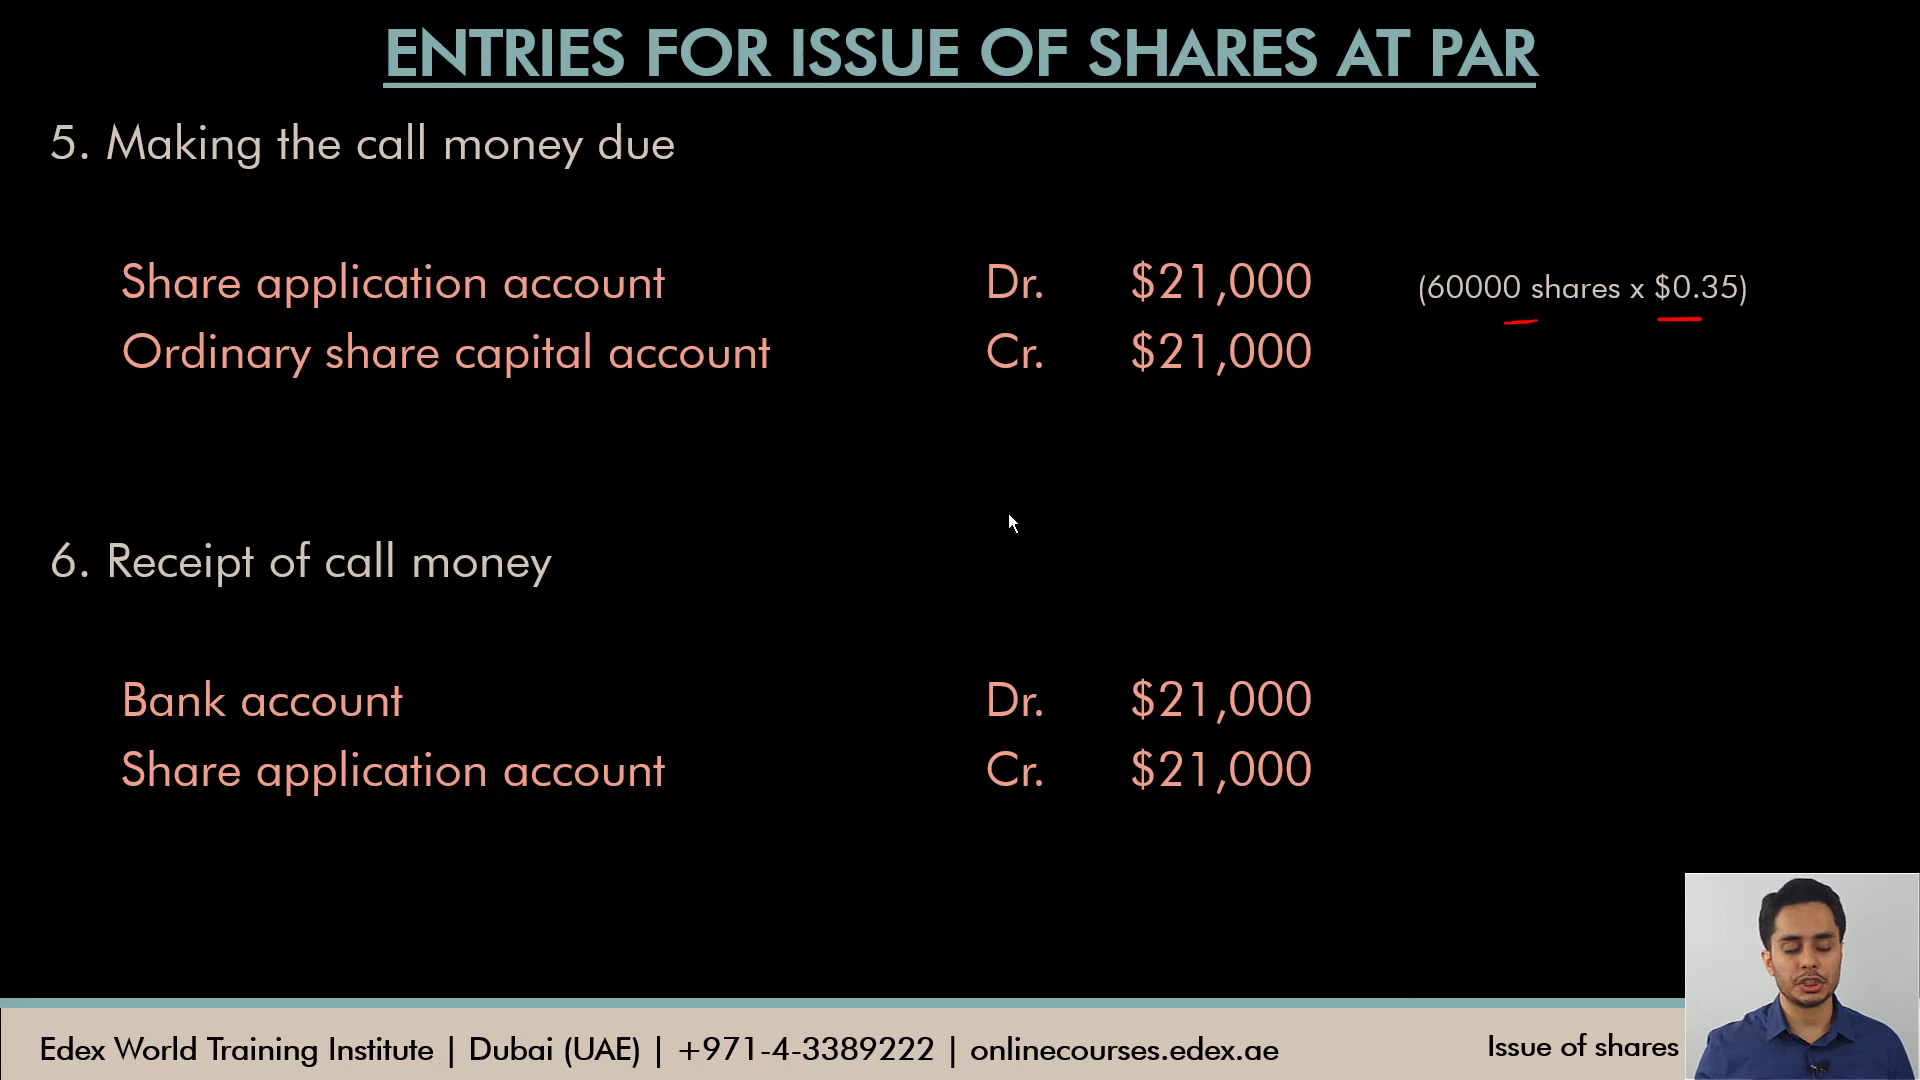 ENTRIES FOR ISSUE OF SHARES AT PAR
5. Making the call money due
Share application account Dr. $21,000 (60000 shares x $0.35)
Ordinary share capital account Cr. $21,000
6. Receipt of call money
Bank account Dr. $21,000
Share application account Cr. $21,000
Edex World Training Institute | Dubai (UAE) | +971-4-3389222 | onlinecourses.edex.ae Issue of shares